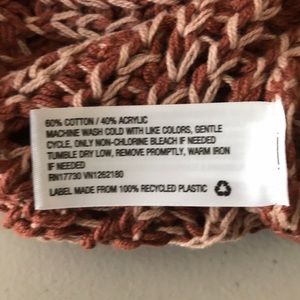 60% COTTON / 40% ACRYLIC
MACHINE WASH COLD WITH LIKE COLORS, GENTLE
CYCLE, ONLY NON-CHLORINE BLEACH IF NEEDED
TUMBLE DRY LOW, REMOVE PROMPTLY, WARM IRON
IF NEEDED
RN17730 VN1262180
LABEL MADE FROM 100% RECYCLED PLASTIC